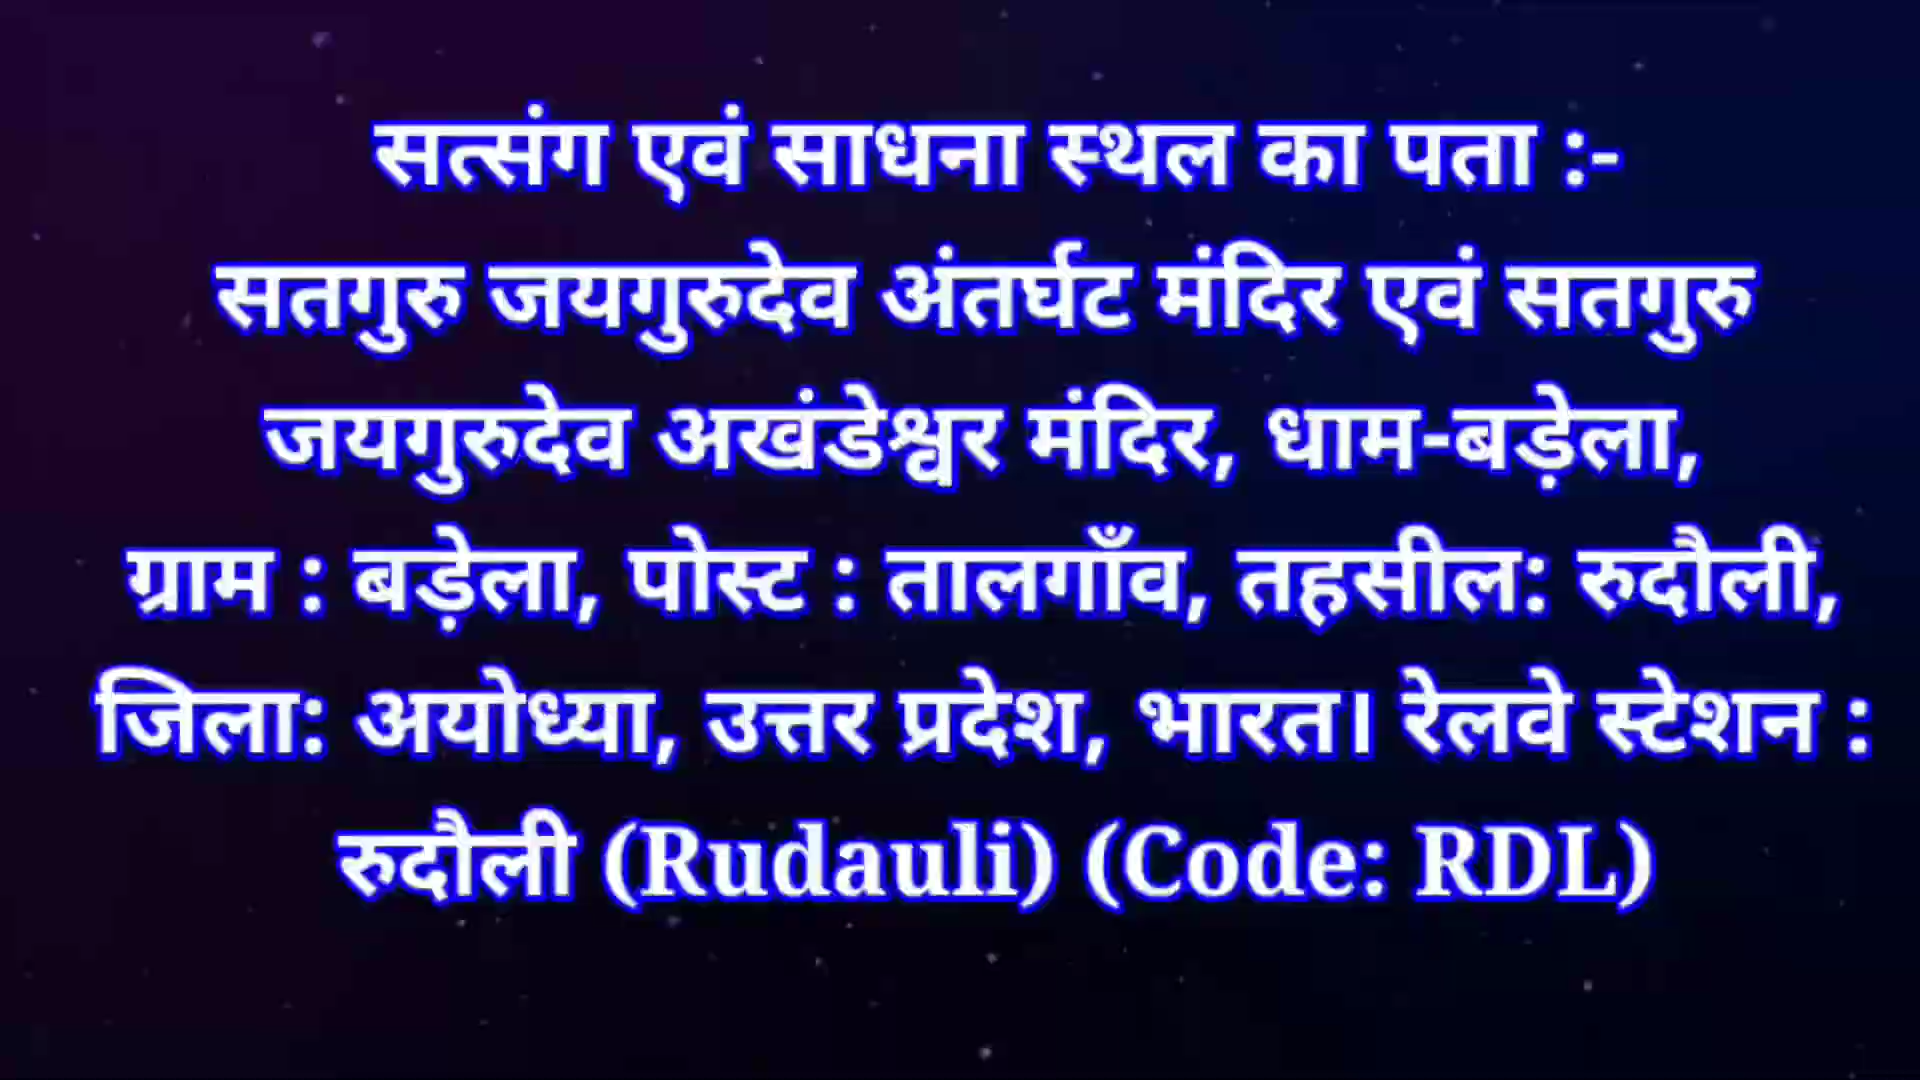 सत्संग एवं साधना स्थल का पता :-
सतगुरु जयगुरुदेव अंतर्घट मंदिर एवं सतगुरु
जयगुरुदेव अखंडेश्वर मंदिर, धाम-बड़ेला,
ग्राम : बड़ेला, पोस्ट : तालगाँव, तहसील: रुदौली,
जिला: अयोध्या, उत्तर प्रदेश, भारत। रेलवे स्टेशन :
रुदौली (Rudauli) (Code: RDL)